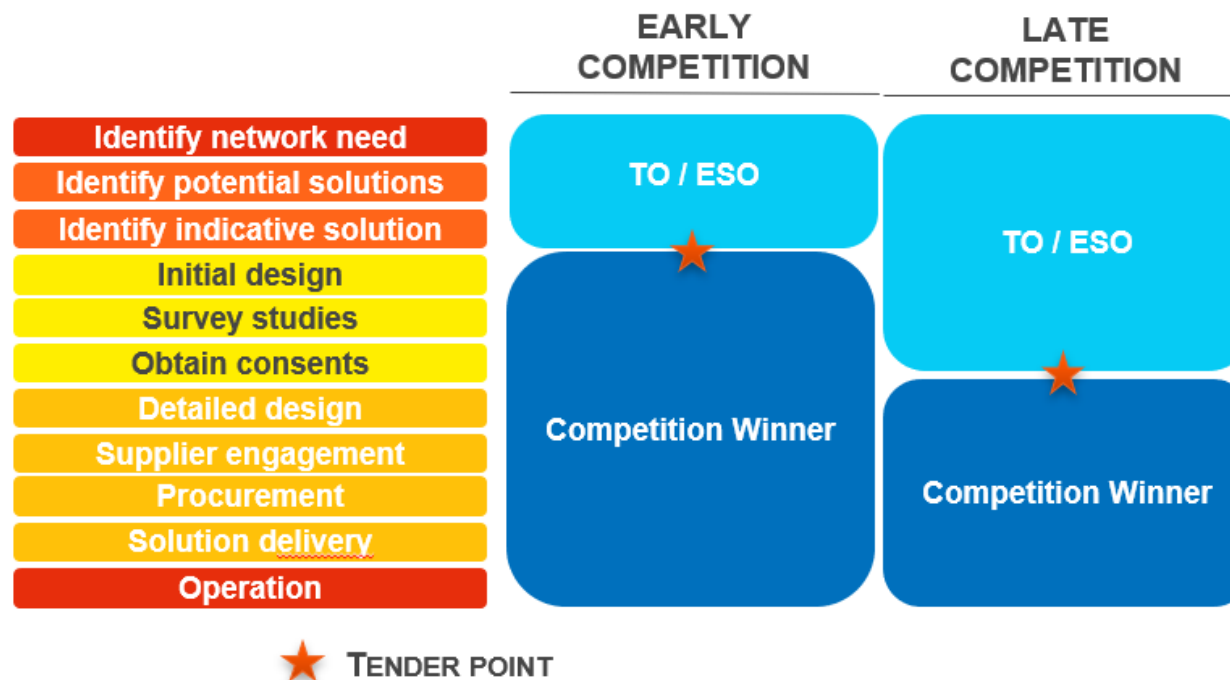 EARLY
COMPETITION
LATE
COMPETITION
Identify network need
Identify potential solutions
Identify indicative solution
Initial design
Survey studies
Obtain consents
Detailed design
Supplier engagement
Procurement
Solution delivery
Operation
TO / ESO
Competition Winner
TO / ESO
Competition Winner
TENDER POINT